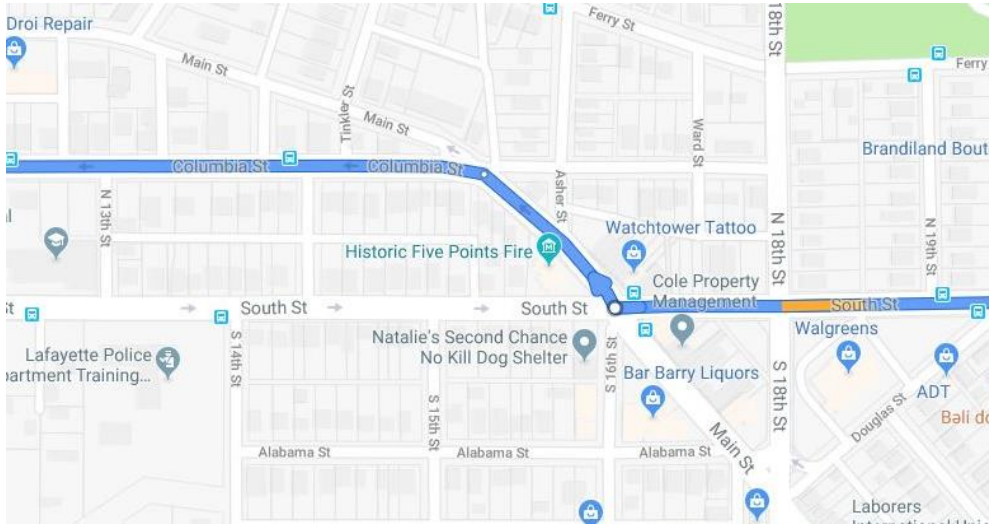 Droi Repair
Main St
Tinkler St
Main St
Ferry St
18th St
Ferry
Ward St
Brandiland Bout
Columbia St
Columbia St
Asher St
N 13th St
N 18th St
N 19th St
al
Watchtower Tattoo
Historic Five Points Fire
Cole Property
Management
St
South St
South St
South St
Walgreens
Natalie's Second Chance
No Kill Dog Shelter
Lafayette Police
partment Training...
S 14th St
S 15th St
S 16th St
Bar Barry Liquors
S 18th St
ADT
Douglas St
Bali do
Alabama St
Alabama St
Alabama St
Main St
Laborers